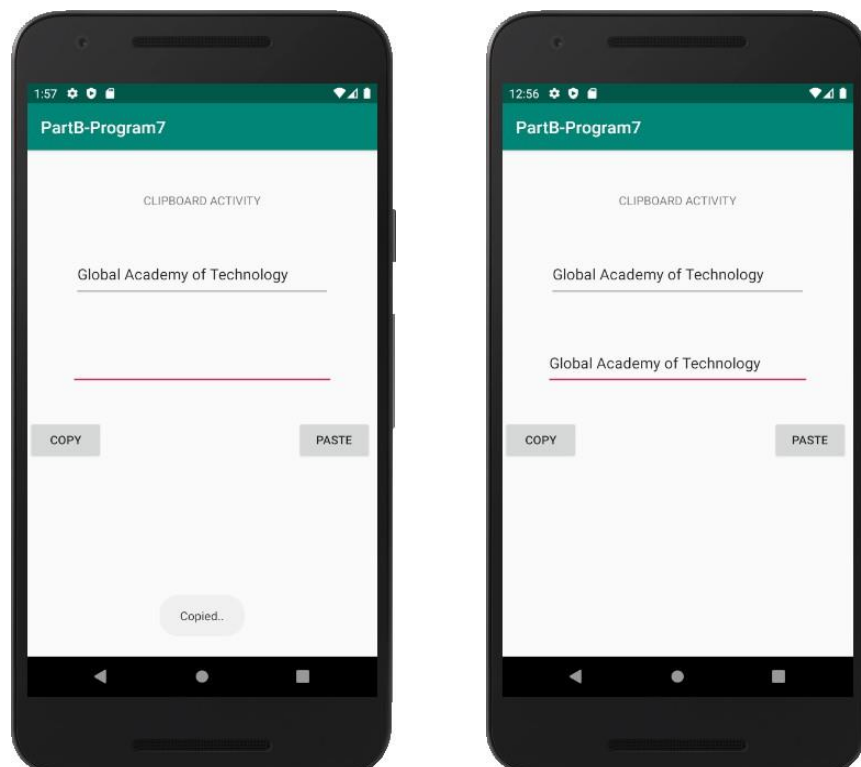 1:57
PartB-Program7
CLIPBOARD ACTIVITY
Global Academy of Technology
COPY
PASTE
Copied..
12:56
PartB-Program7
CLIPBOARD ACTIVITY
Global Academy of Technology
Global Academy of Technology
COPY
PASTE